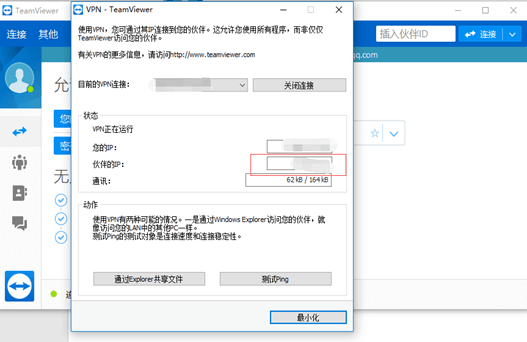 TeamViewer
VPN - TeamViewer
连接 其他
插入伙伴ID
连接
使用VPN，您可通过其IP连接到您的伙伴。这允许您使用所有程序，而非仅仅
TeamViewer访问您的伙伴。
有关VPN的更多信息，请访问http://www.teamviewer.com
qq.com
目前的VPN连接：
关闭连接
状态
VPN正在运行
您的IP：
伙伴的IP：
通讯：
62 kB / 164 kB
动作
使用VPN有两种可能的情况。一是通过Windows Explorer访问您的伙伴，就
像访问您的LAN中的其他PC一样。
测试Ping的测试对象是连接速度和连接稳定性。
通过Explorer共享文件
测试Ping
最小化